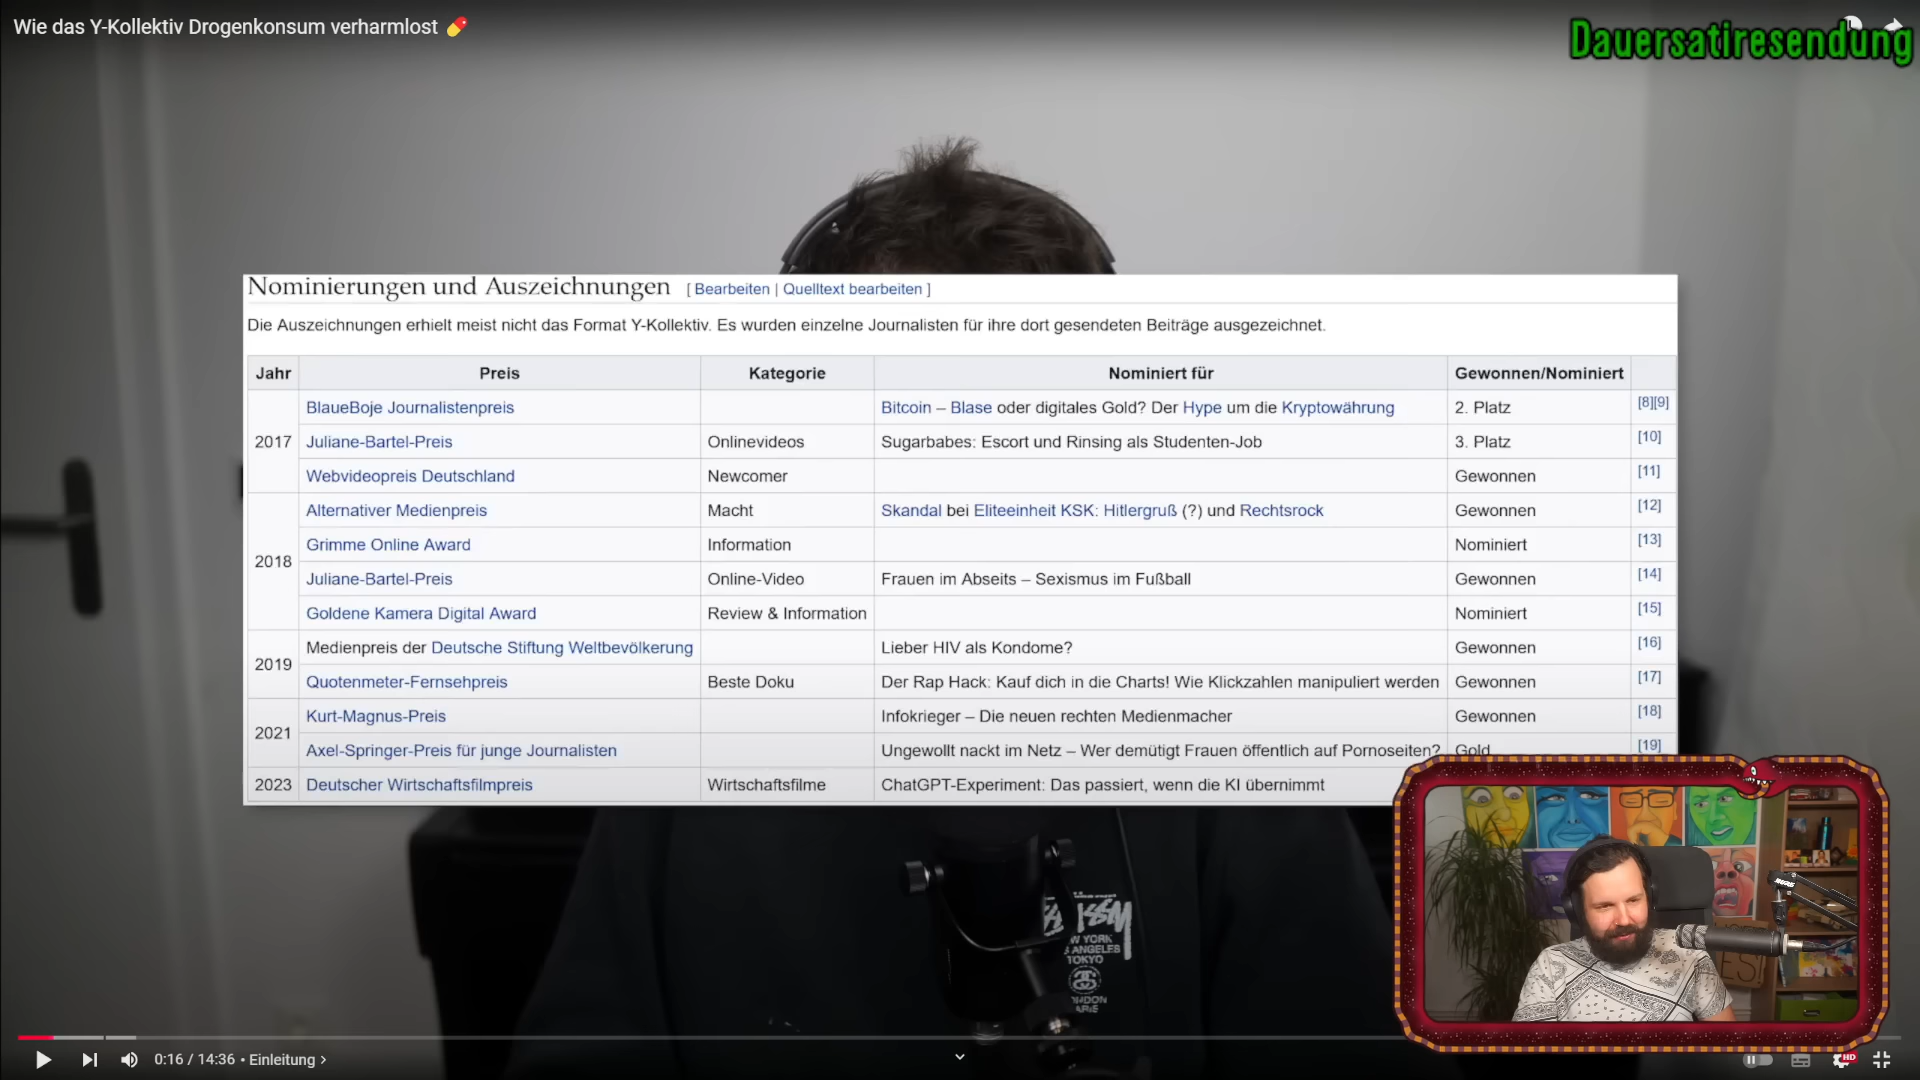 Wie das Y-Kollektiv Drogenkonsum verharmlost
Dauersatiresendung
Nominierungen und Auszeichnungen [ Bearbeiten | Quelltext bearbeiten ]
Die Auszeichnungen erhielt meist nicht das Format Y-Kollektiv. Es wurden einzelne Journalisten für ihre dort gesendeten Beiträge ausgezeichnet.
Jahr Preis Kategorie Nominiert für Gewonnen/Nominiert
2017 BlaueBoje Journalistenpreis Bitcoin – Blase oder digitales Gold? Der Hype um die Kryptowährung 2. Platz [8][9]
Juliane-Bartel-Preis Onlinevideos Sugarbabes: Escort und Rinsing als Studenten-Job 3. Platz [10]
Webvideopreis Deutschland Newcomer Gewonnen [11]
2018 Alternativer Medienpreis Macht Skandal bei Eliteeinheit KSK: Hitlergruß (?) und Rechtsrock Gewonnen [12]
Grimme Online Award Information Nominiert [13]
Juliane-Bartel-Preis Online-Video Frauen im Abseits – Sexismus im Fußball Gewonnen [14]
Goldene Kamera Digital Award Review & Information Nominiert [15]
2019 Medienpreis der Deutsche Stiftung Weltbevölkerung Lieber HIV als Kondome? Gewonnen [16]
Quotenmeter-Fernsehpreis Beste Doku Der Rap Hack: Kauf dich in die Charts! Wie Klickzahlen manipuliert werden Gewonnen [17]
2021 Kurt-Magnus-Preis Infokrieger – Die neuen rechten Medienmacher Gewonnen [18]
Axel-Springer-Preis für junge Journalisten Ungewollt nackt im Netz – Wer demütigt Frauen öffentlich auf Pornoseiten? Gold [19]
2023 Deutscher Wirtschaftsfilmpreis Wirtschaftsfilme ChatGPT-Experiment: Das passiert, wenn die KI übernimmt
TOKYO
0:16 / 14:36 • Einleitung
HD